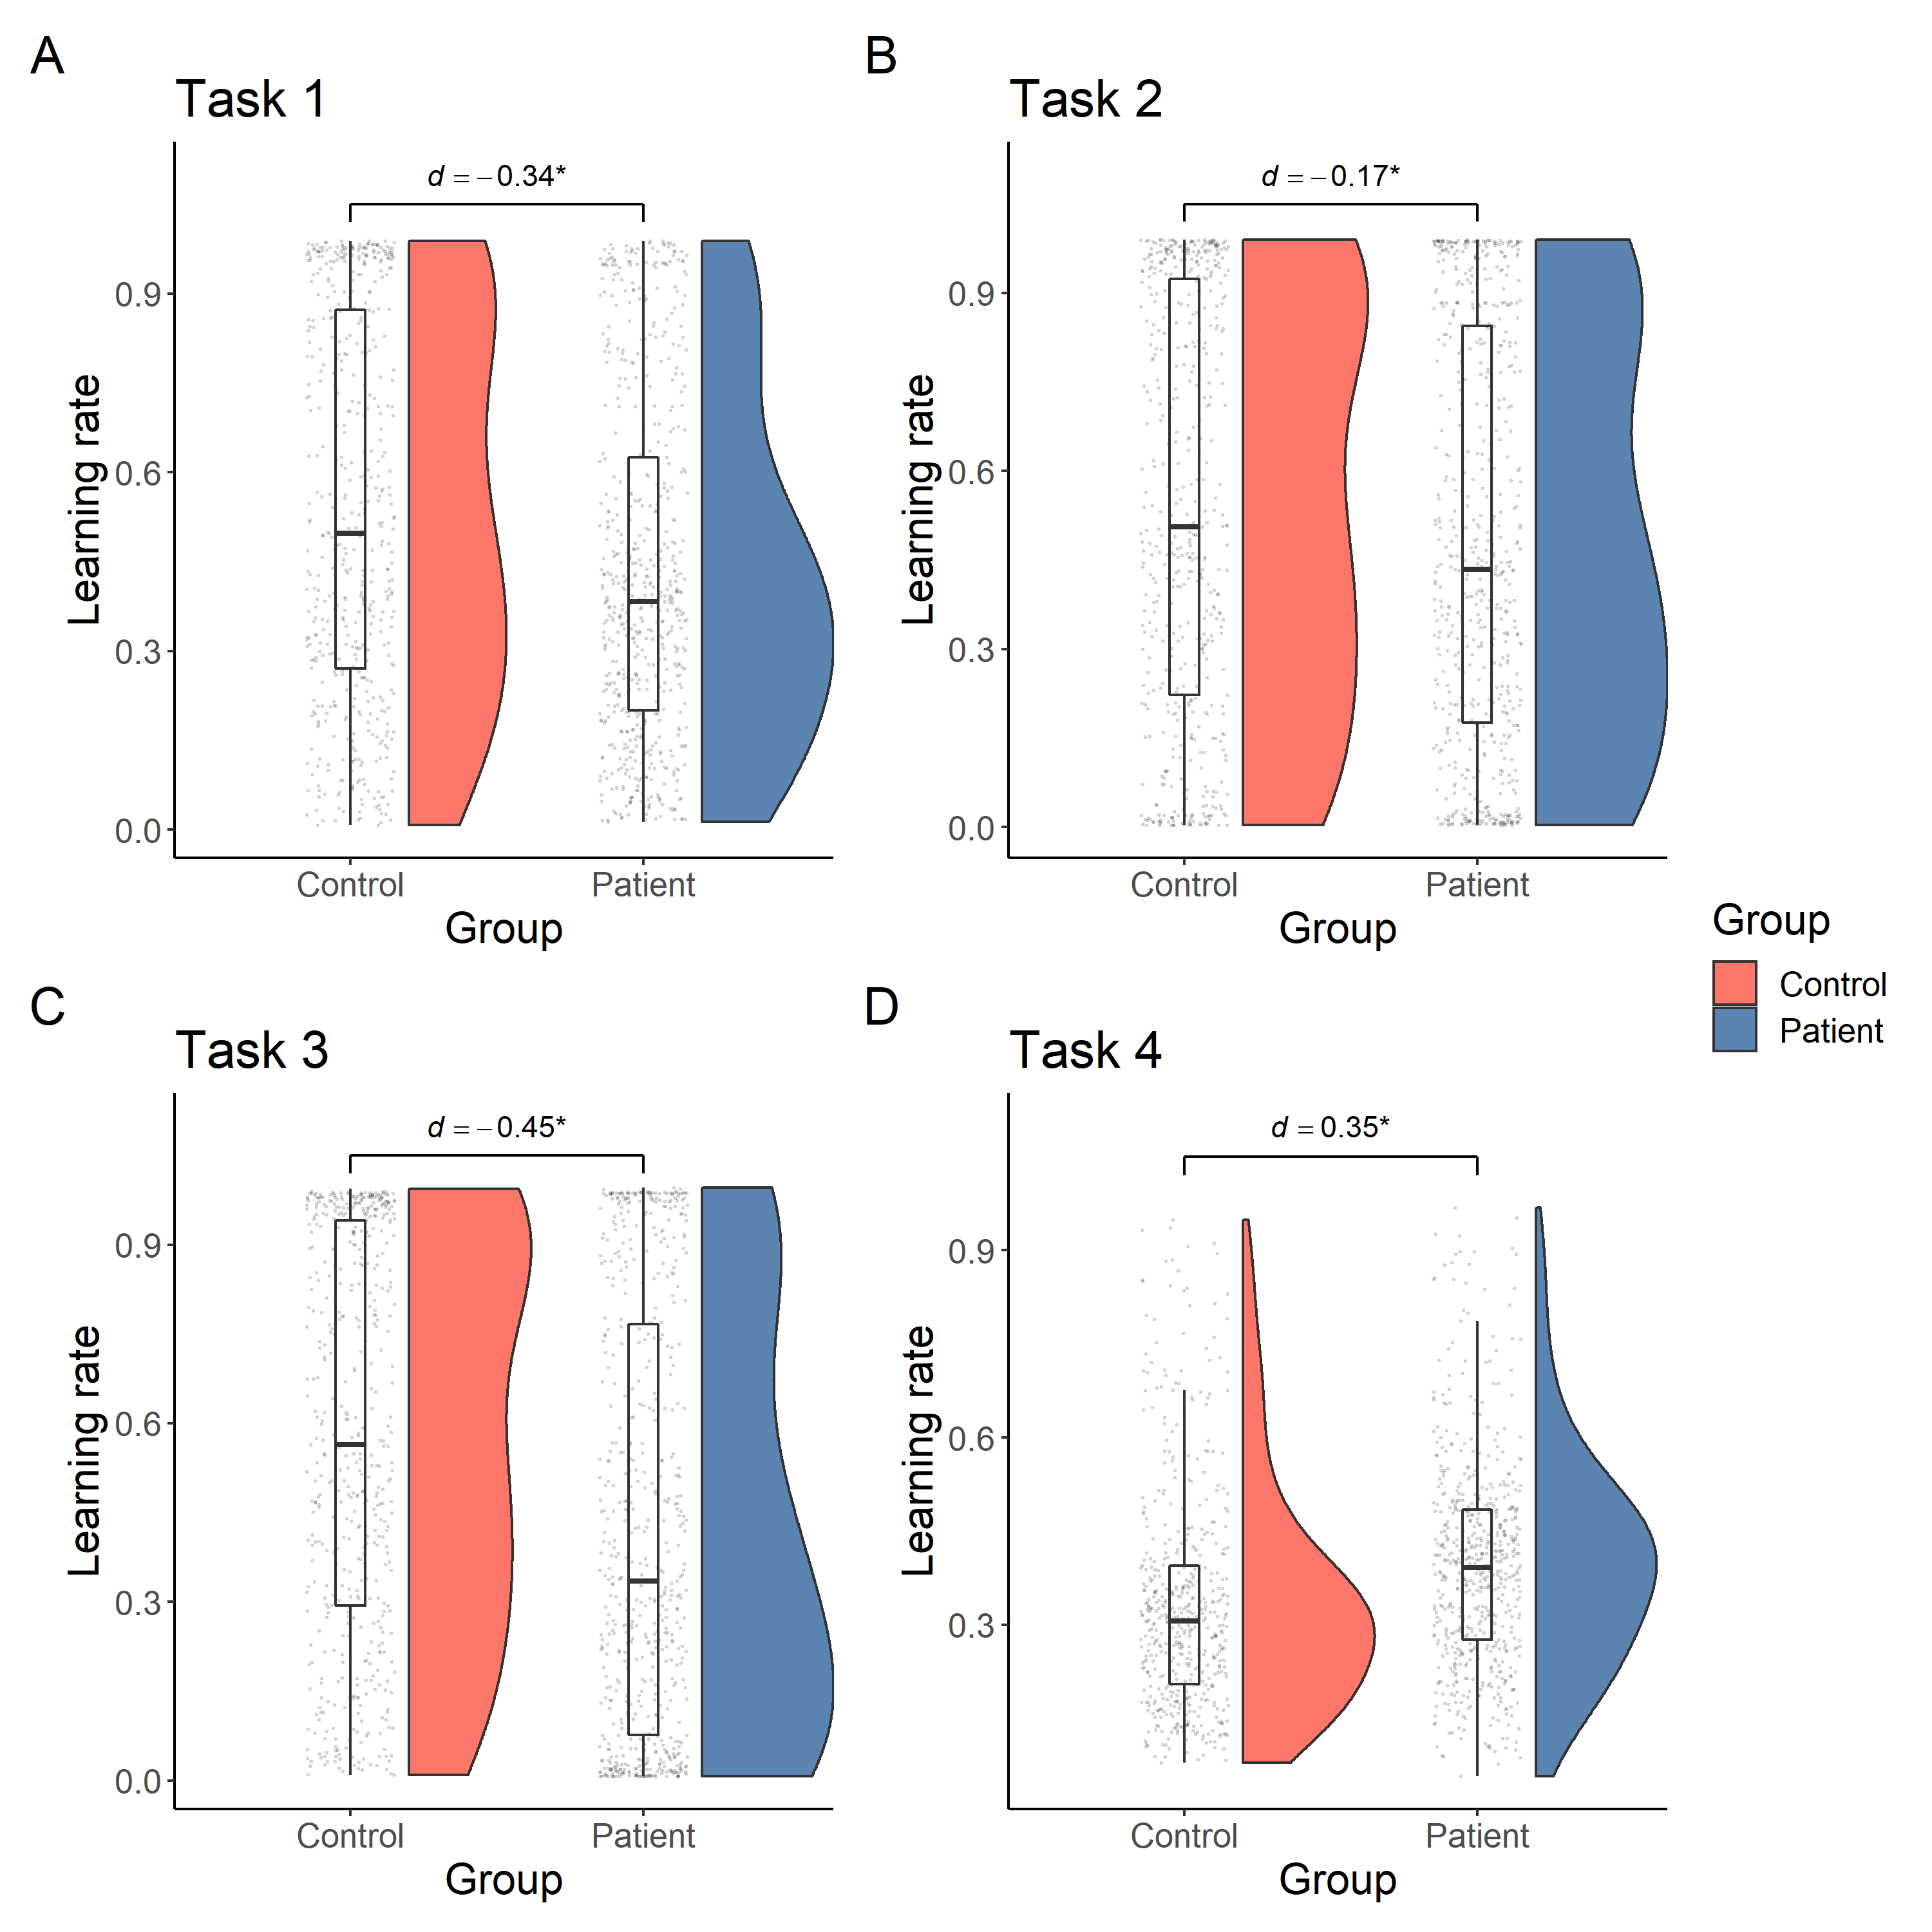 A
Task 1
d = −0.34*
Learning rate
0.9
0.6
0.3
0.0
Control
Patient
Group
B
Task 2
d = −0.17*
Learning rate
0.9
0.6
0.3
0.0
Control
Patient
Group
C
Task 3
d = −0.45*
Learning rate
0.9
0.6
0.3
0.0
Control
Patient
Group
D
Task 4
d = 0.35*
Learning rate
0.9
0.6
0.3
Control
Patient
Group
Group
Control
Patient